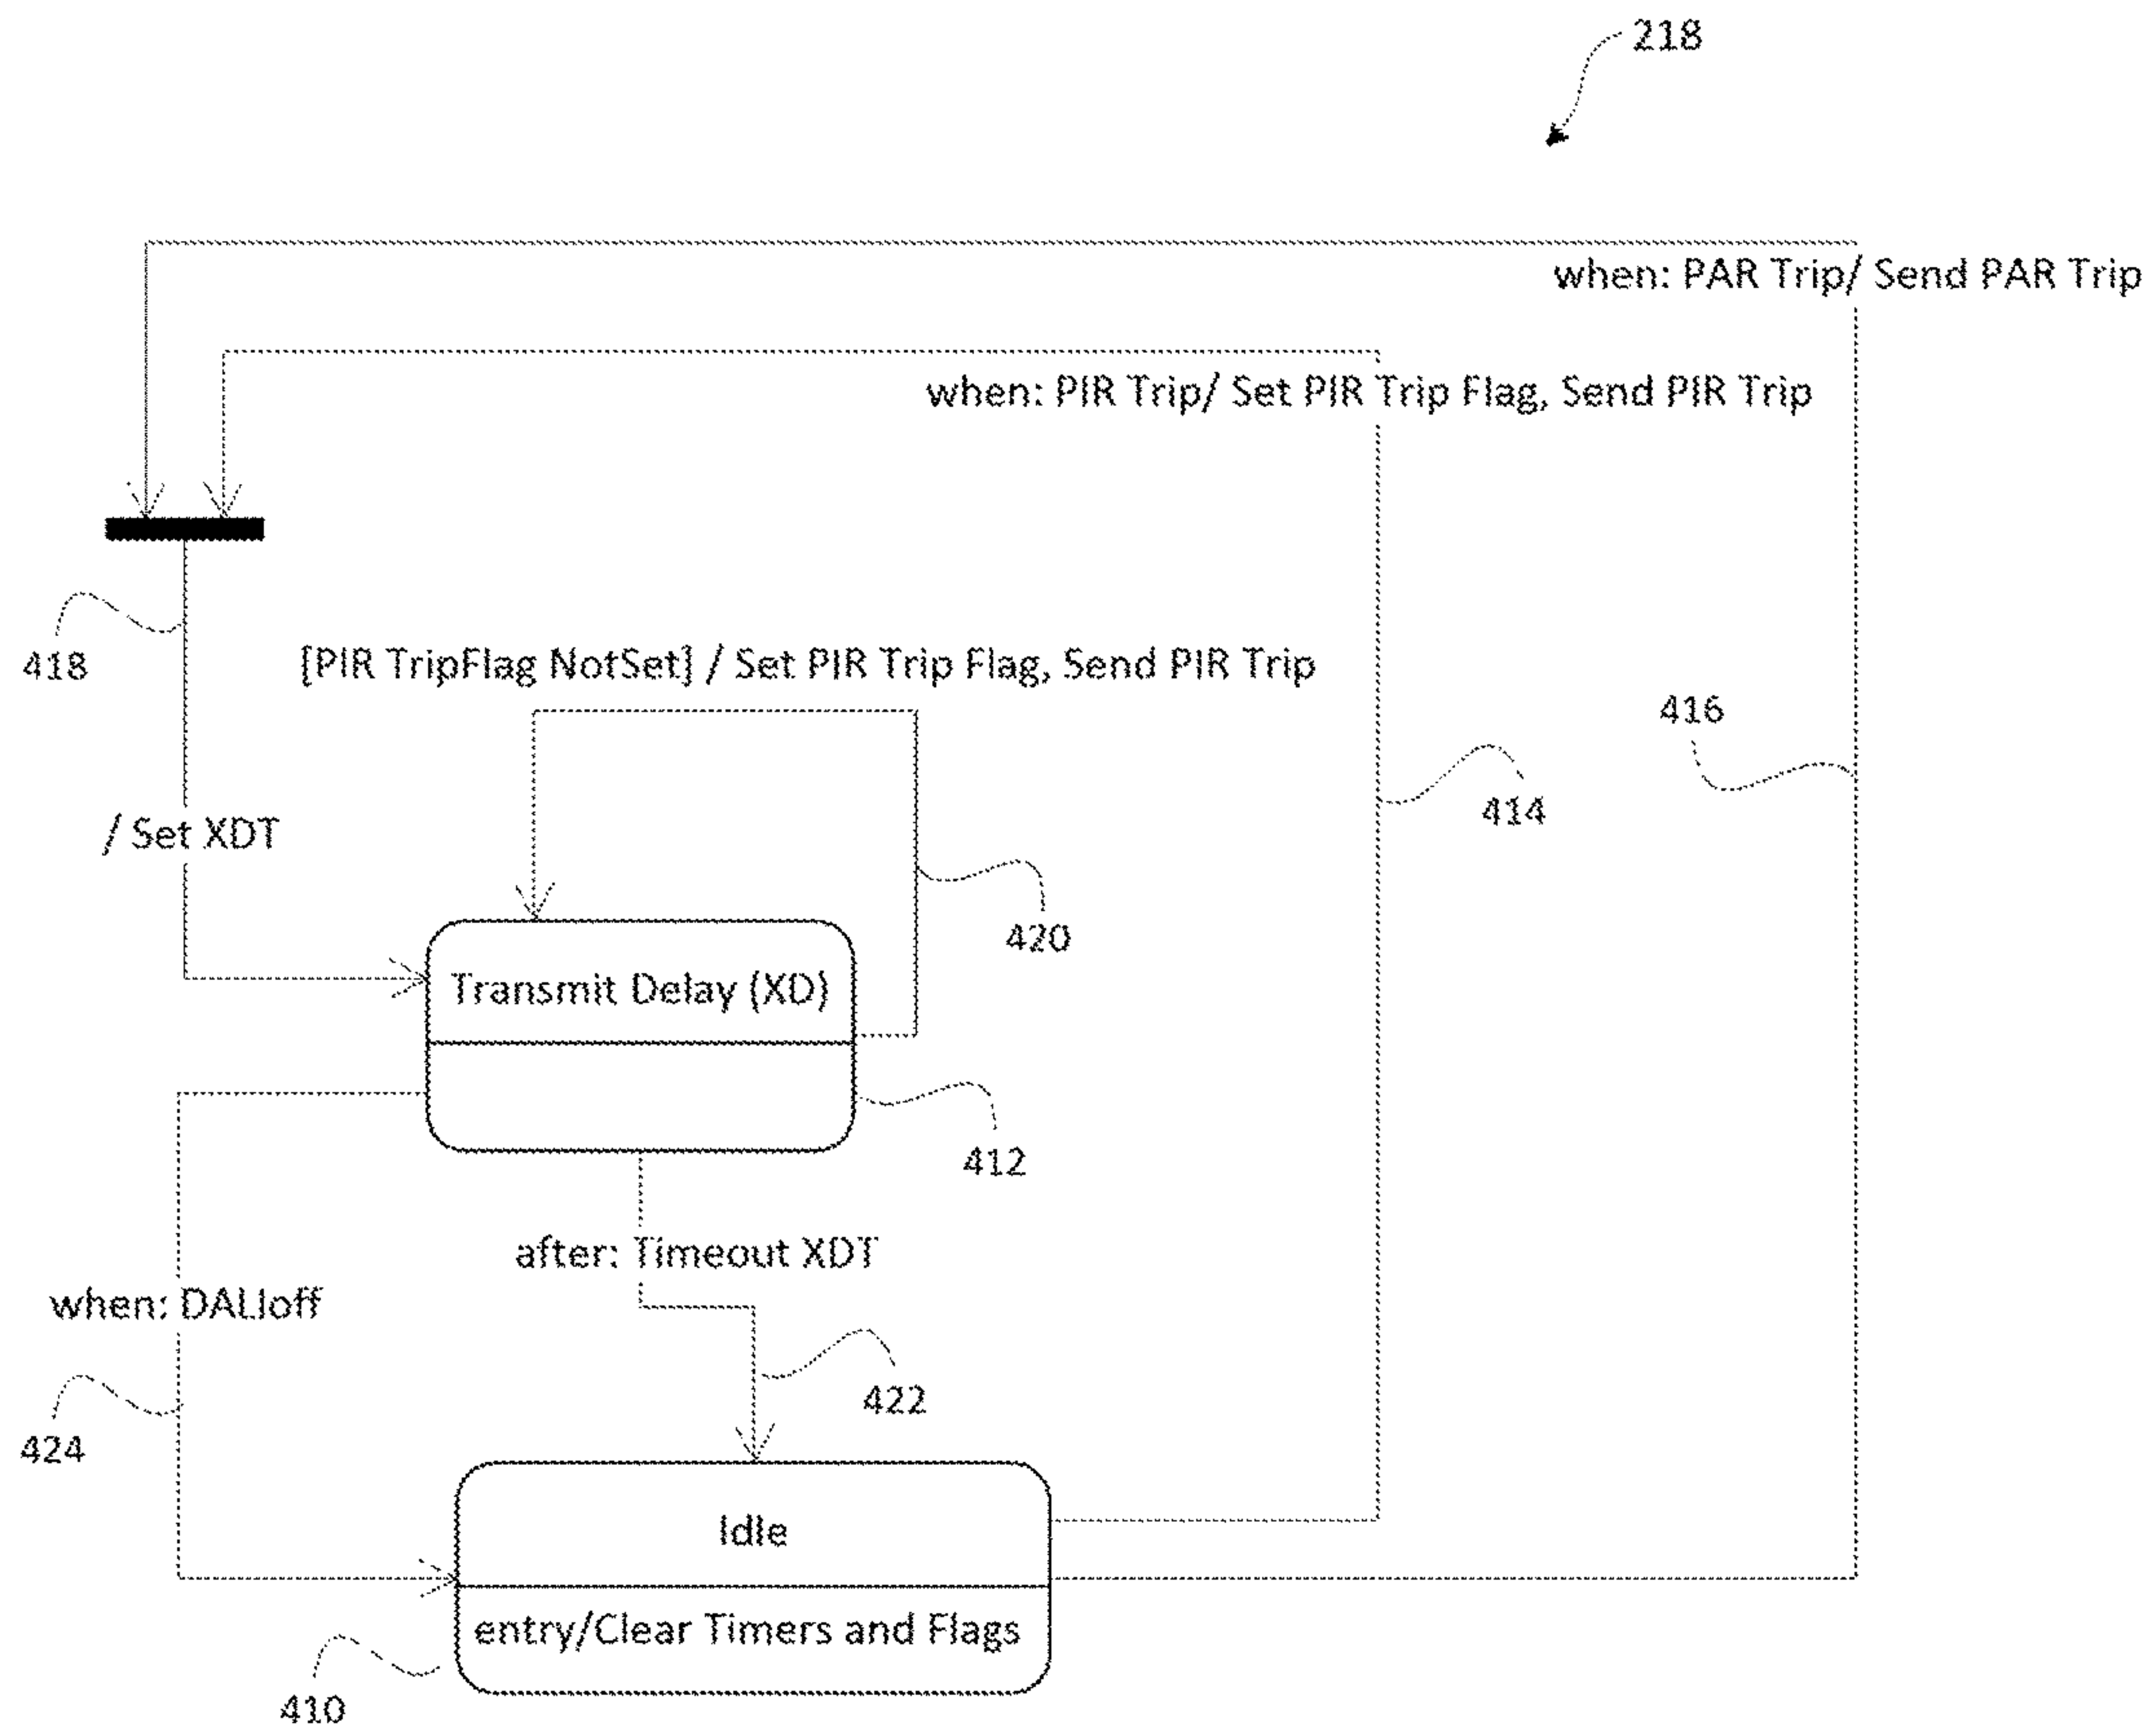 218
when: PAR Trip/ Send PAR Trip
when: PIR Trip/ Set PIR Trip Flag, Send PIR Trip
418
[PIR TripFlag NotSet] / Set PIR Trip Flag, Send PIR Trip
416
414
/ Set XDT
420
Transmit Delay (XD)
412
after: Timeout XDT
when: DALIoff
422
424
Idle
entry/Clear Timers and Flags
410